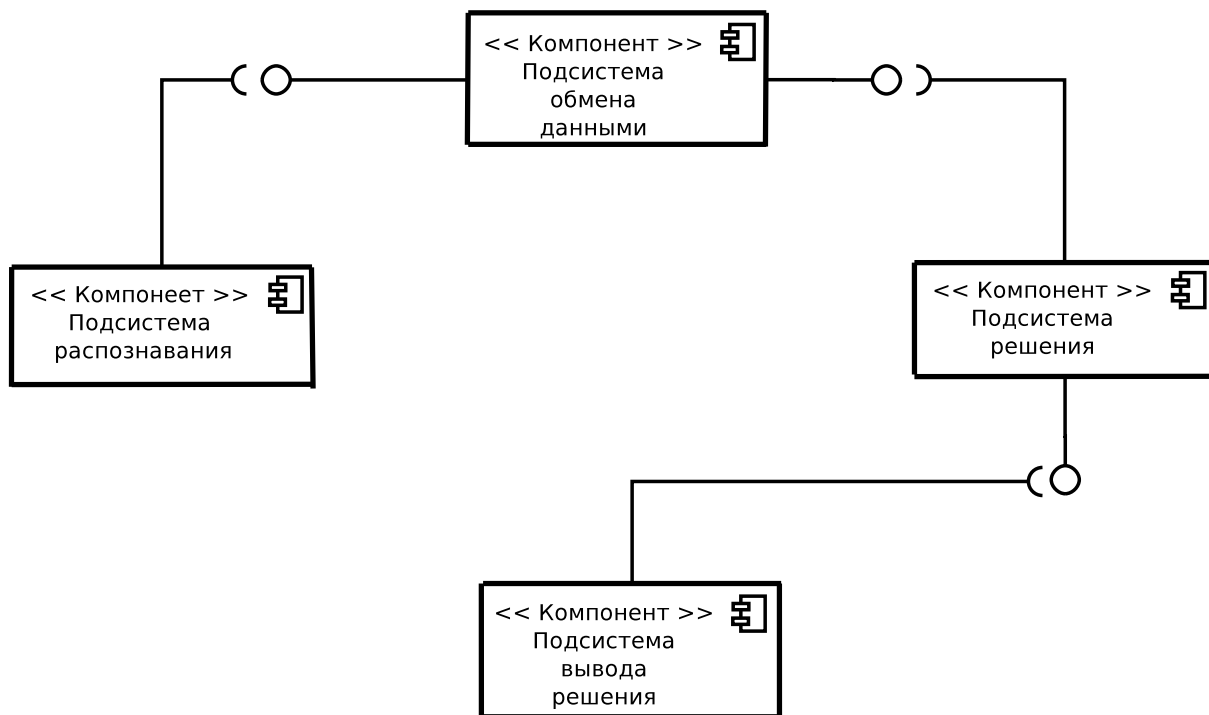 << Компонент >>
Подсистема
обмена
данными
<< Компонеет >>
Подсистема
распознавания
<< Компонент >>
Подсистема
решения
<< Компонент >>
Подсистема
вывода
решения